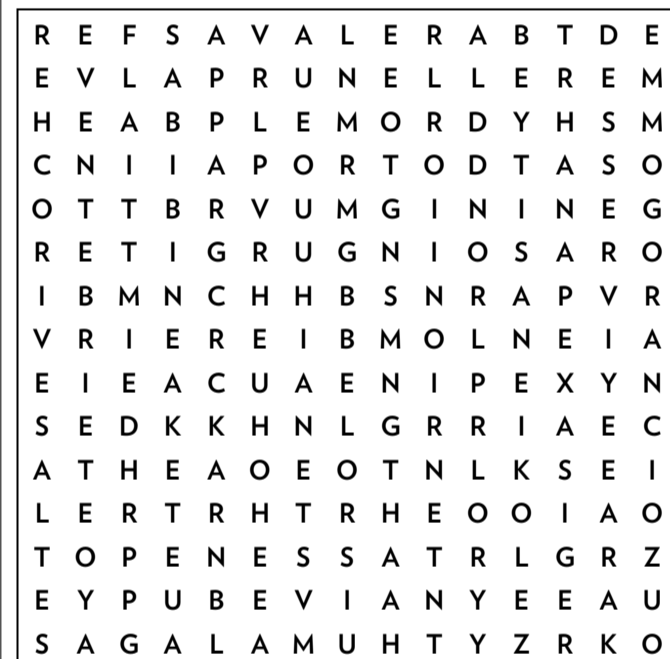 R E F S A V A L E R A B T D E
E V L A P R U N E L L E R E M
H E A B P L E M O R D Y H S M
C N I I A P O R T O D T A S O
O T T B R V U M G I N I N E G
R E T I G R U G N I O S A R O
I B M N C H H B S N R A P V R
V R I E R E I B M O L N E I A
E I E A C U A E N I P E X Y N
S E D K K H N L G R R I A E C
A T H E A O E O T N L K S E I
L E R T R H T R H E O O I A O
T O P E N E S S A T R L G R Z
E Y P U B E V I A N Y E E A U
S A G A L A M U H T Y Z R K O